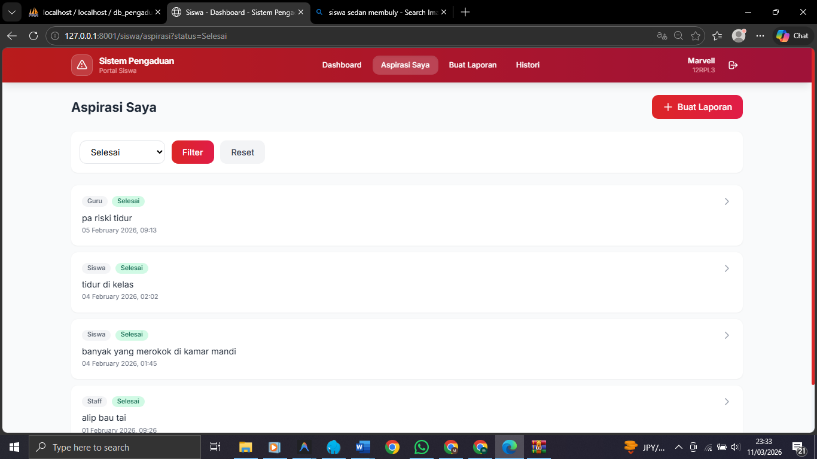 localhost / localhost / db_pengadu
Siswa - Dashboard - Sistem Penga
siswa sedan membuly - Search Im
127.0.0.1:8001/siswa/aspirasi?status=Selesai
Chat
Sistem Pengaduan
Portal Siswa
Dashboard
Aspirasi Saya
Buat Laporan
Histori
Marvell
12RPL3
Aspirasi Saya
+ Buat Laporan
Selesai
Filter
Reset
Guru
Selesai
pa riski tidur
05 February 2026, 09:13
Siswa
Selesai
tidur di kelas
04 February 2026, 02:02
Siswa
Selesai
banyak yang merokok di kamar mandi
04 February 2026, 01:45
Staff
Selesai
alip bau tai
01 February 2026, 09:26
Type here to search
JPY/...
23:33
11/03/2026
21